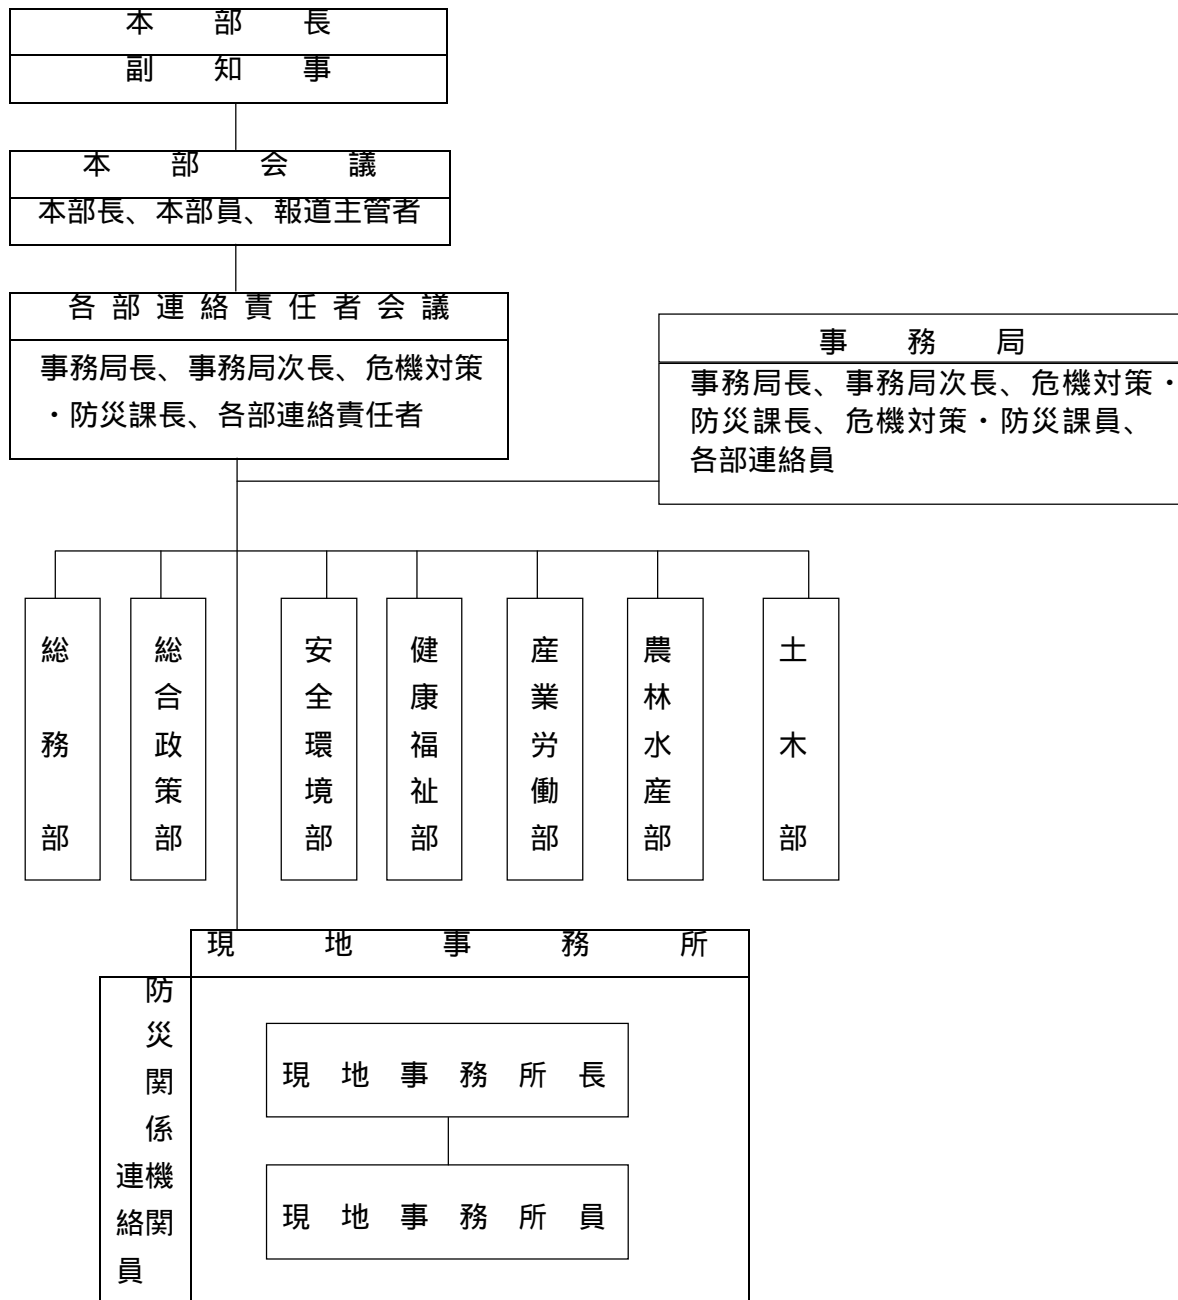 本部長
副知事
本部会議
本部長、本部員、報道主管者
各部連絡責任者会議
事務局長、事務局次長、危機対策
・防災課長、各部連絡責任者
事務局
事務局長、事務局次長、危機対策・
防災課長、危機対策・防災課員、
各部連絡員
総務部
総合政策部
安全環境部
健康福祉部
産業労働部
農林水産部
土木部
現地事務所
防災関係機関
連絡員
現地事務所長
現地事務所員